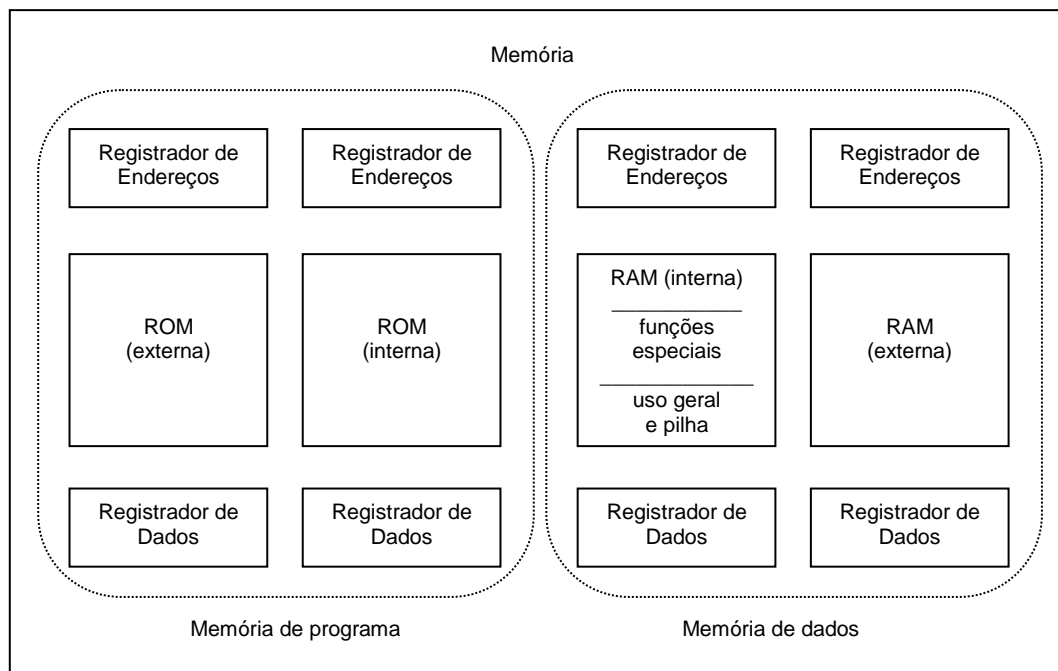 Memória
Registrador de
Endereços
Registrador de
Endereços
Registrador de
Endereços
Registrador de
Endereços
ROM
(externa)
ROM
(interna)
RAM (interna)
funções
especiais
uso geral
e pilha
RAM
(externa)
Registrador de
Dados
Registrador de
Dados
Registrador de
Dados
Registrador de
Dados
Memória de programa
Memória de dados